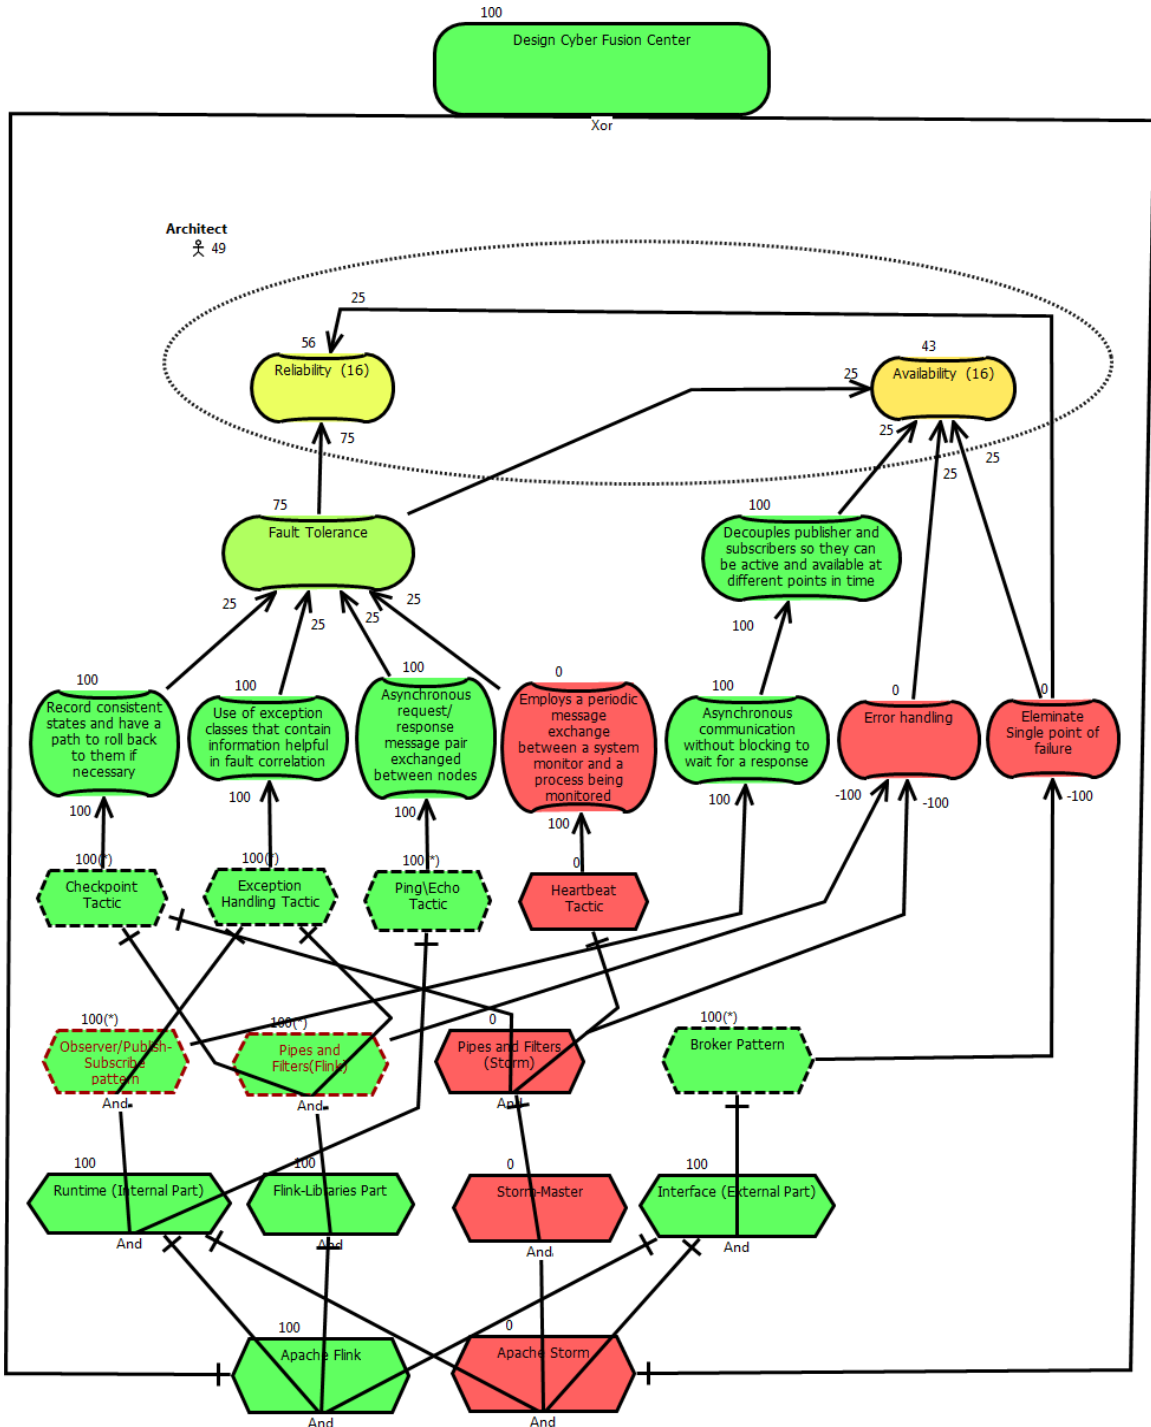 100
Design Cyber Fusion Center
Xor
Architect
49
25
56
Reliability (16)
43
Availability (16)
25
75
25
25
25
75
Fault Tolerance
100
Decouples publisher and
subscribers so they can
be active and available at
different points in time
25
25
25
25
100
100
Record consistent
states and have a
path to roll back
to them if
necessary
100
Use of exception
classes that contain
information helpful
in fault correlation
100
Asynchronous
request/
response
message pair
exchanged
between nodes
0
Employs a periodic
message
exchange
between a system
monitor and a
process being
monitored
100
Asynchronous
communication
without blocking to
wait for a response
0
Error handling
0
Eleminate
Single point of
failure
100
100
100
100
100
-100
-100
-100
100(*)
Checkpoint
Tactic
100(*)
Exception
Handling Tactic
100(*)
Ping\Echo
Tactic
0
Heartbeat
Tactic
100(*)
Observer/Publish-
Subscribe
pattern
And
100(*)
Pipes and
Filters(Flink)
And
0
Pipes and Filters
(Storm)
And
100(*)
Broker Pattern
100
Runtime (Internal Part)
And
100
Flink-Libraries Part
And
0
Storm-Master
And
100
Interface (External Part)
And
100
Apache Flink
And
0
Apache Storm
And